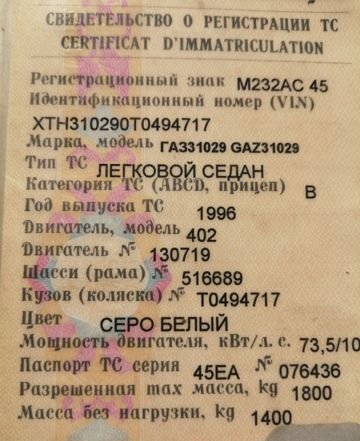 СВИДЕТЕЛЬСТВО О РЕГИСТРАЦИИ ТС
CERTIFICAT D'IMMATRICULATION
Регистрационный знак М232АС 45
Идентификационный номер (VIN)
ХТН310290Т0494717
Марка, модель ГАЗ31029 GAZ31029
Тип ТС ЛЕГКОВОЙ СЕДАН
Категория ТС (ABCD, прицеп) В
Год выпуска ТС 1996
Двигатель, модель 402
Двигатель № 130719
Шасси (рама) № 516689
Кузов (коляска) № Т0494717
Цвет СЕРО БЕЛЫЙ
Мощность двигателя, кВт/л. с. 73,5/10
Паспорт ТС серия 45ЕА № 076436
Разрешенная max масса, kg 1800
Масса без нагрузки, kg 1400